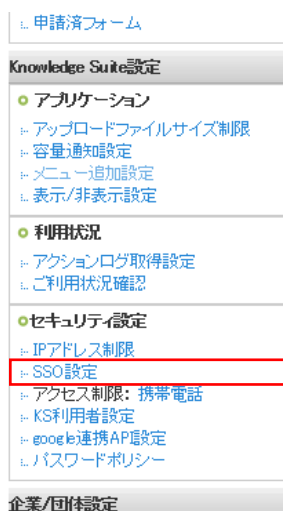 申請済フォーム
Knowledge Suite設定
アプリケーション
アップロードファイルサイズ制限
容量通知設定
メニュー追加設定
表示/非表示設定
利用状況
アクションログ取得設定
ご利用状況確認
セキュリティ設定
IPアドレス制限
SSO設定
アクセス制限: 携帯電話
KS利用者設定
google連携API設定
パスワードポリシー
企業/団体設定